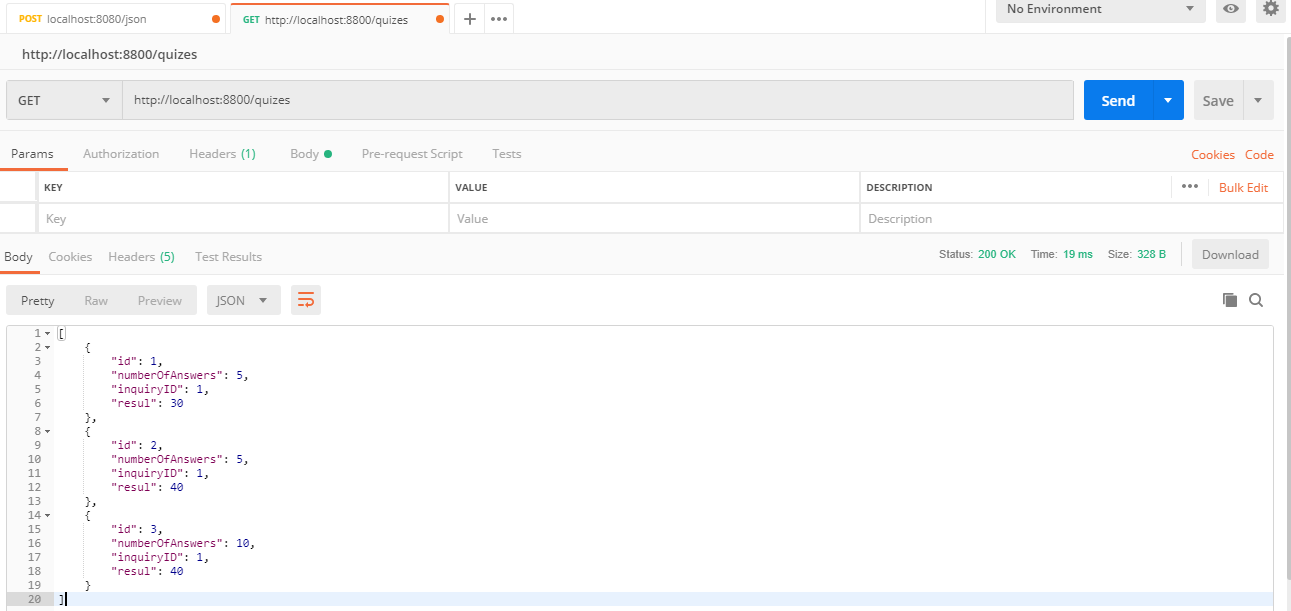 POST localhost:8080/json GET http://localhost:8800/quizes + ••• No Environment
http://localhost:8800/quizes
GET http://localhost:8800/quizes Send Save
Params Authorization Headers (1) Body Pre-request Script Tests Cookies Code
KEY VALUE DESCRIPTION ••• Bulk Edit
Key Value Description
Body Cookies Headers (5) Test Results Status: 200 OK Time: 19 ms Size: 328 B Download
Pretty Raw Preview JSON
1 [
2 {
3 "id": 1,
4 "numberOfAnswers": 5,
5 "inquiryID": 1,
6 "resul": 30
7 },
8 {
9 "id": 2,
10 "numberOfAnswers": 5,
11 "inquiryID": 1,
12 "resul": 40
13 },
14 {
15 "id": 3,
16 "numberOfAnswers": 10,
17 "inquiryID": 1,
18 "resul": 40
19 }
20 ]